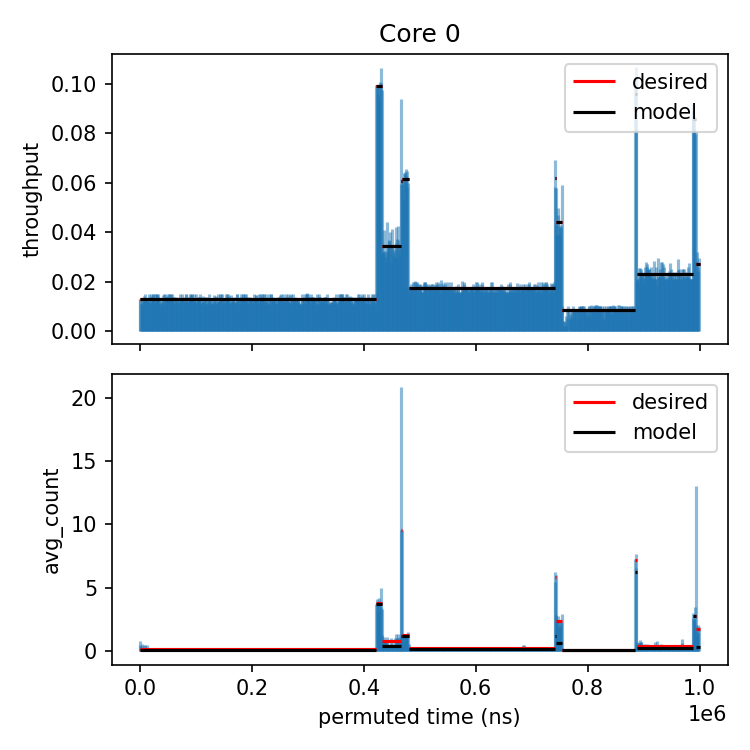 Core 0
throughput
0.10
0.08
0.06
0.04
0.02
0.00
desired
model
avg_count
20
15
10
5
0
desired
model
0.0 0.2 0.4 0.6 0.8 1.0
1e6
permuted time (ns)